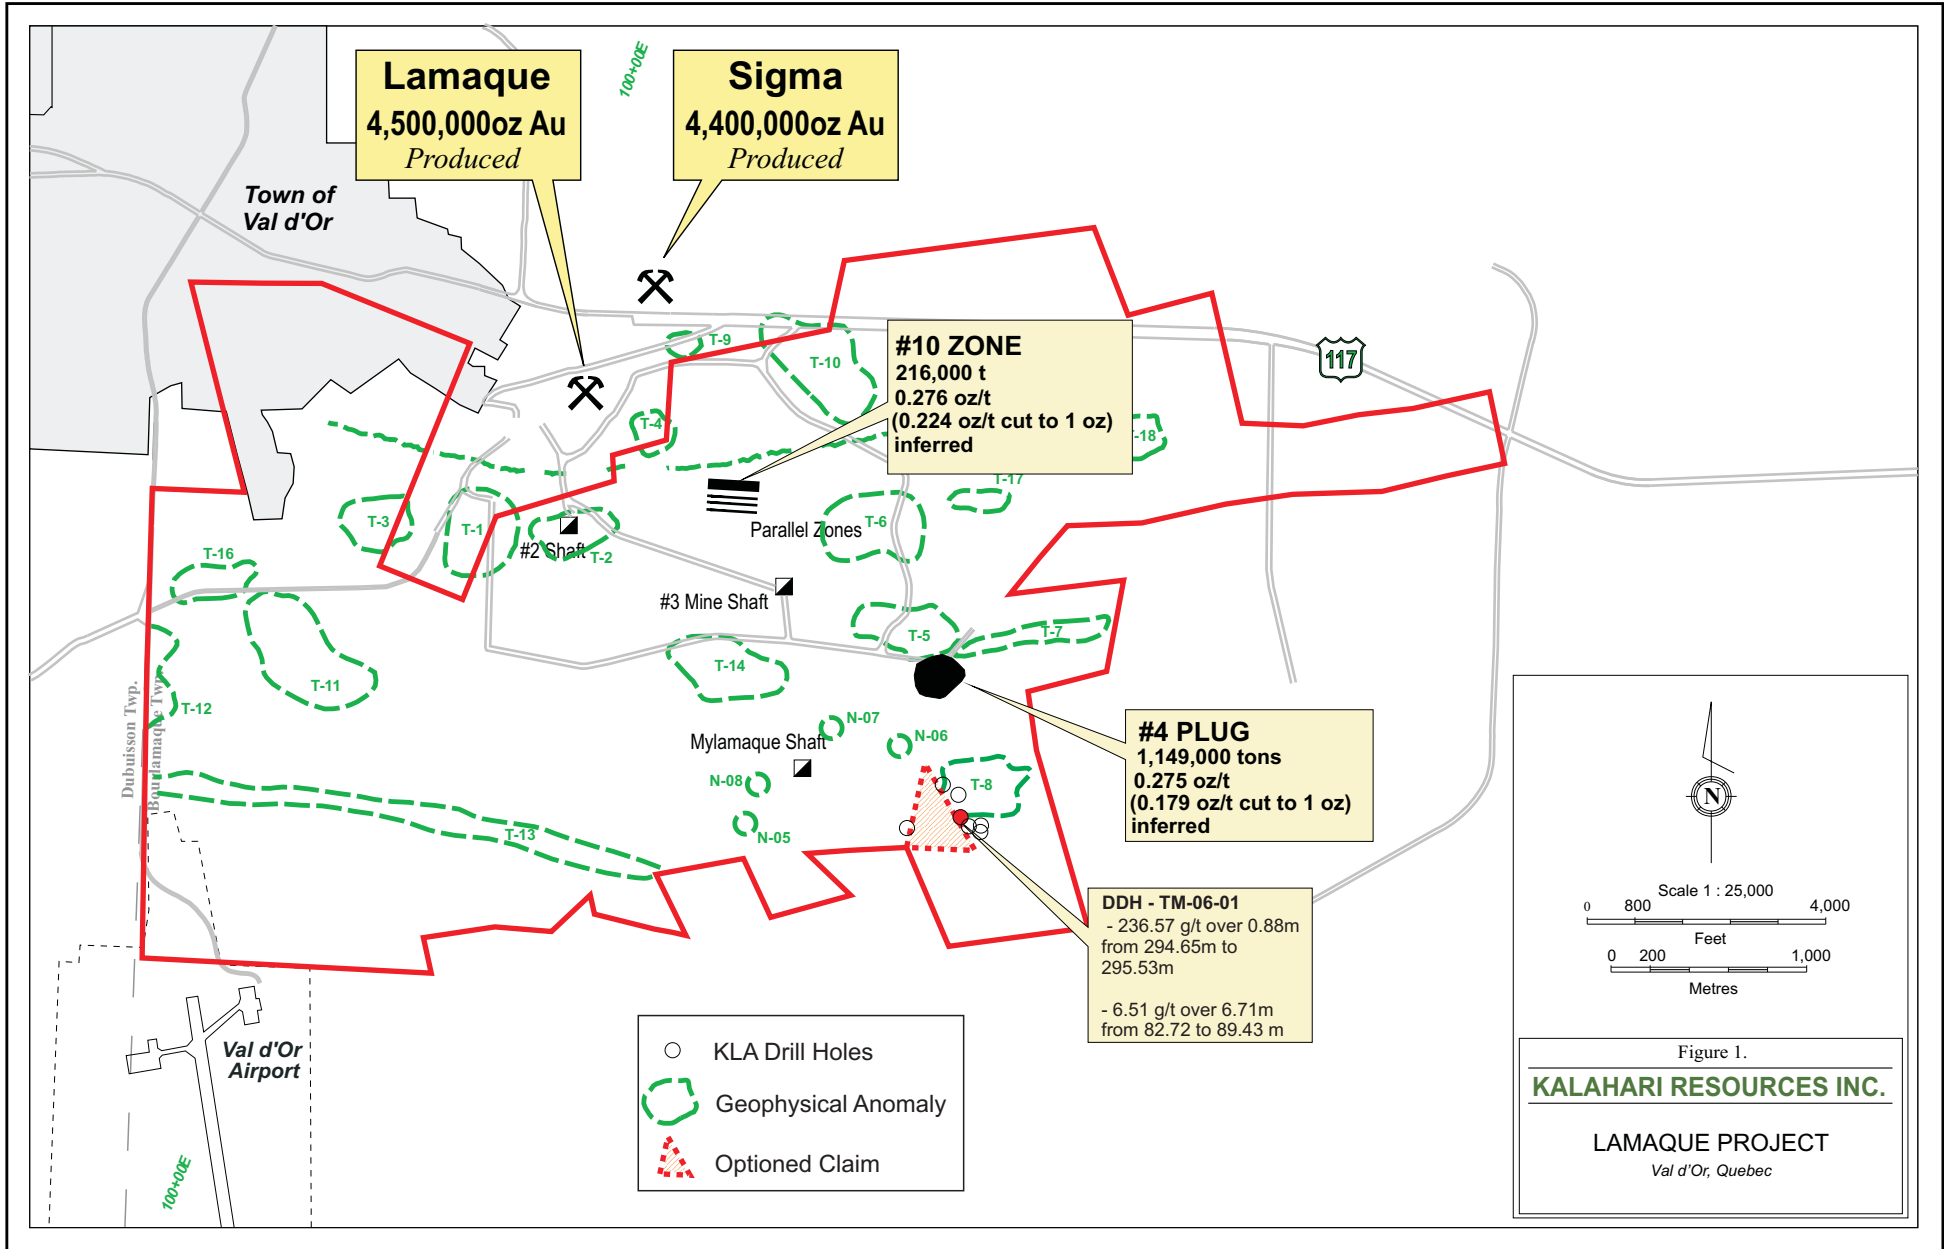 100+00E
Lamaque
4,500,000oz Au
Produced
Sigma
4,400,000oz Au
Produced
Town of
Val d'Or
T-9
T-10
#10 ZONE
216,000 t
0.276 oz/t
(0.224 oz/t cut to 1 oz)
inferred
117
T-4
-18
T-17
T-3
T-1
#2 Shaft
T-2
Parallel Zones
T-6
T-16
#3 Mine Shaft
T-5
T-7
T-14
T-11
T-12
Dubuisson Twp.
Bourlamaque Twp.
N-07
Mylamaque Shaft
N-06
N-08
T-8
N-05
T-13
#4 PLUG
1,149,000 tons
0.275 oz/t
(0.179 oz/t cut to 1 oz)
inferred
DDH - TM-06-01
- 236.57 g/t over 0.88m
from 294.65m to
295.53m
- 6.51 g/t over 6.71m
from 82.72 to 89.43 m
Val d'Or
Airport
100+00E
KLA Drill Holes
Geophysical Anomaly
Optioned Claim
N
Scale 1 : 25,000
0 800 4,000
Feet
0 200 1,000
Metres
Figure 1.
KALAHARI RESOURCES INC.
LAMAQUE PROJECT
Val d'Or, Quebec